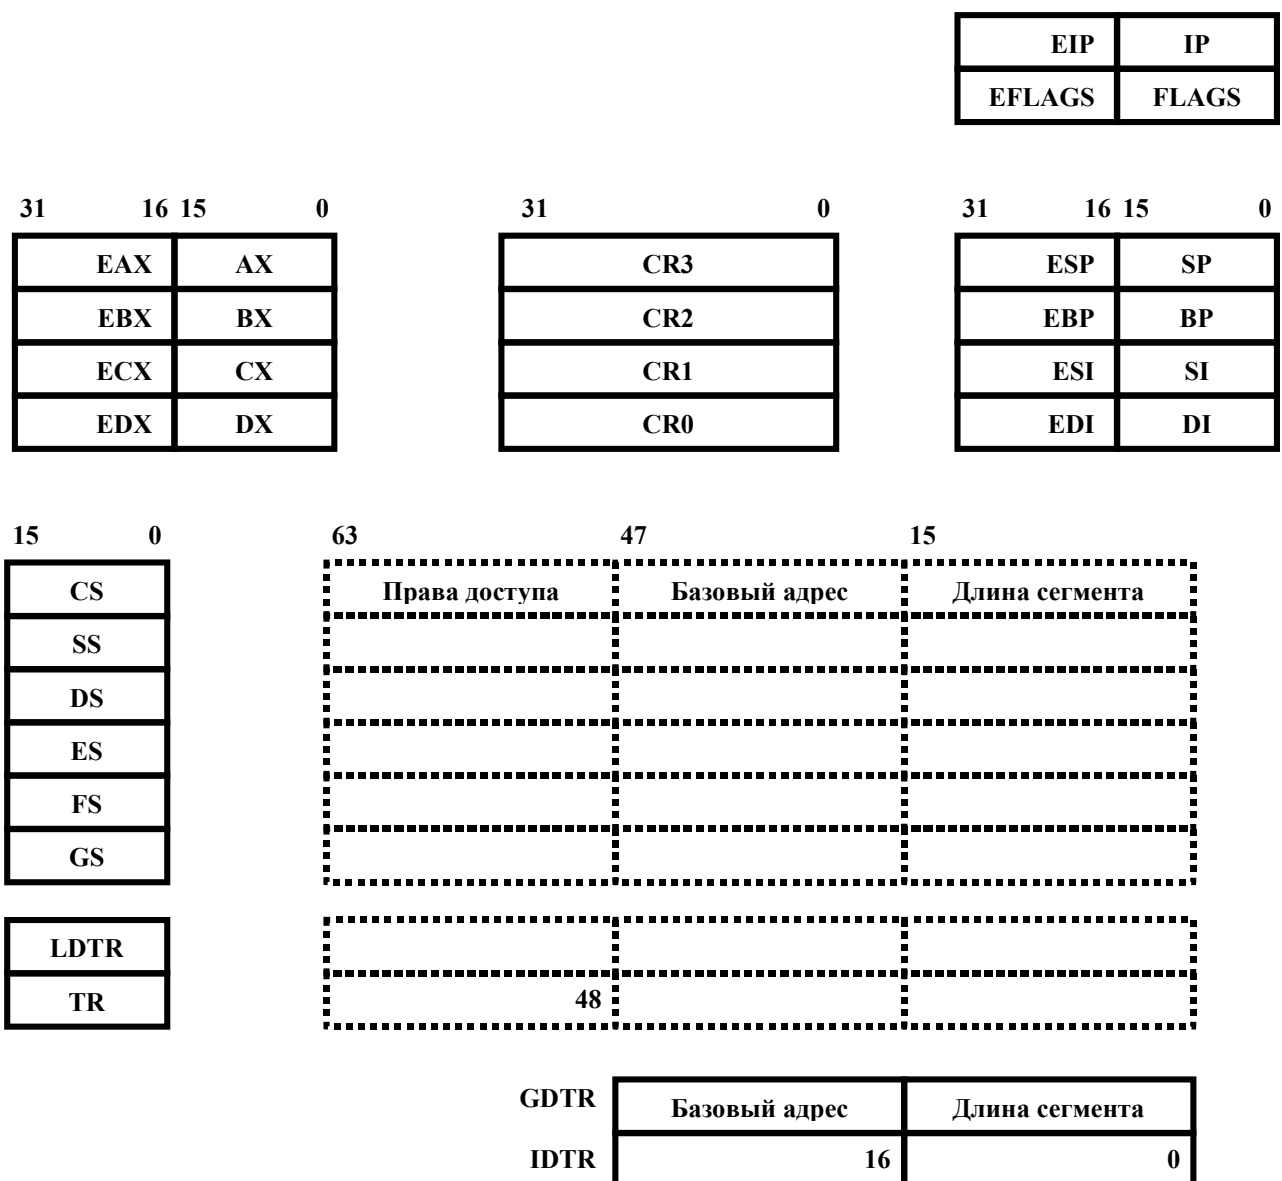 EIP IP
EFLAGS FLAGS
31 16 15 0 31 0 31 16 15 0
EAX AX CR3 ESP SP
EBX BX CR2 EBP BP
ECX CX CR1 ESI SI
EDX DX CR0 EDI DI
15 0 63 47 15
CS Права доступа Базовый адрес Длина сегмента
SS
DS
ES
FS
GS
LDTR
TR 48
GDTR Базовый адрес Длина сегмента
IDTR 16 0